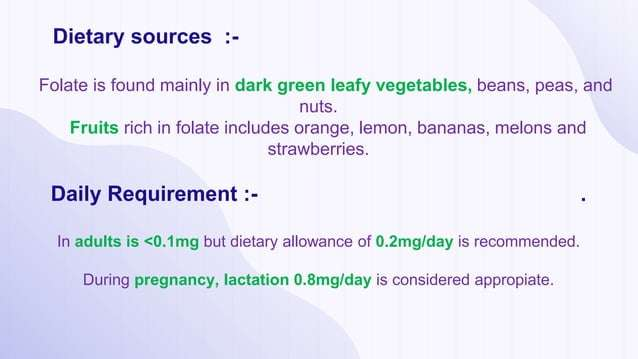 Dietary sources :-
Folate is found mainly in dark green leafy vegetables, beans, peas, and
nuts.
Fruits rich in folate includes orange, lemon, bananas, melons and
strawberries.
Daily Requirement :- .
In adults is <0.1mg but dietary allowance of 0.2mg/day is recommended.
During pregnancy, lactation 0.8mg/day is considered appropiate.